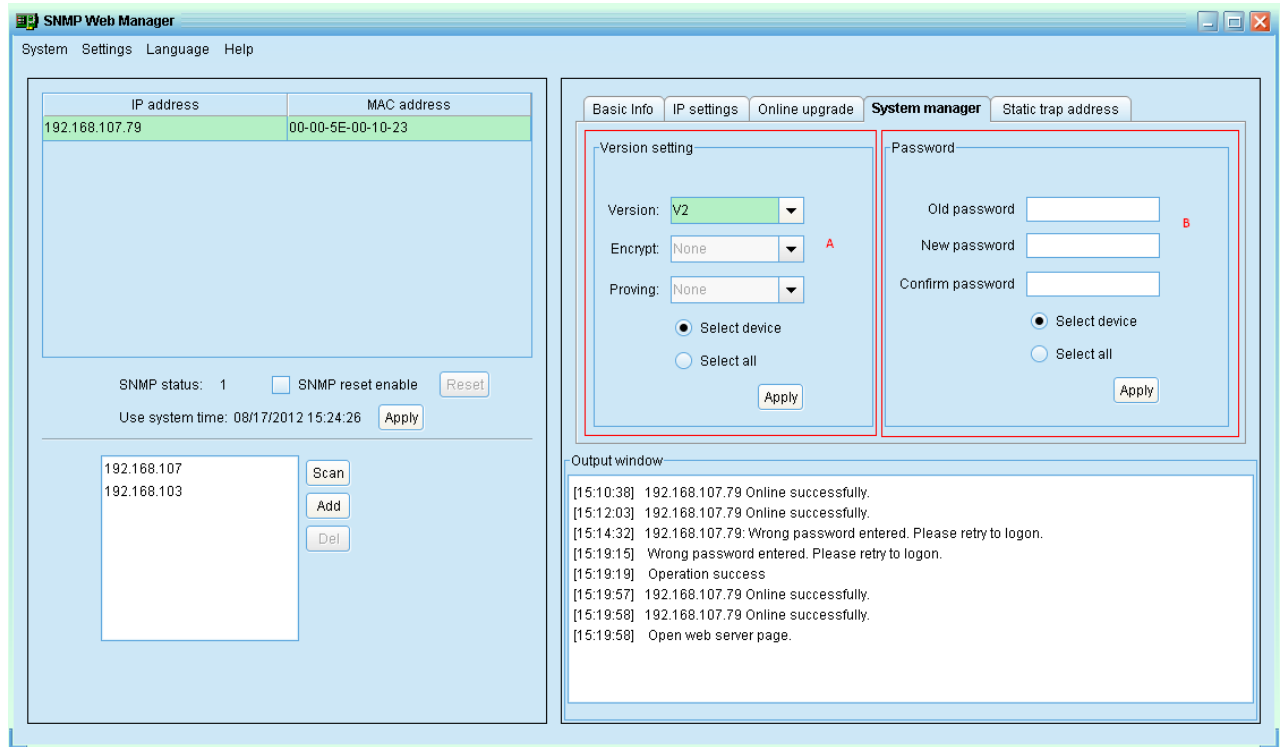 SNMP Web Manager
System Settings Language Help
IP address MAC address
192.168.107.79 00-00-5E-00-10-23
SNMP status: 1 SNMP reset enable Reset
Use system time: 08/17/2012 15:24:26 Apply
192.168.107
192.168.103
Scan
Add
Del
Basic Info IP settings Online upgrade System manager Static trap address
Version setting
Version: V2
Encrypt: None
A
Proving: None
Select device
Select all
Apply
Password
Old password
B
New password
Confirm password
Select device
Select all
Apply
Output window
[15:10:38] 192.168.107.79 Online successfully.
[15:12:03] 192.168.107.79 Online successfully.
[15:14:32] 192.168.107.79: Wrong password entered. Please retry to logon.
[15:19:15] Wrong password entered. Please retry to logon.
[15:19:19] Operation success
[15:19:57] 192.168.107.79 Online successfully.
[15:19:58] 192.168.107.79 Online successfully.
[15:19:58] Open web server page.